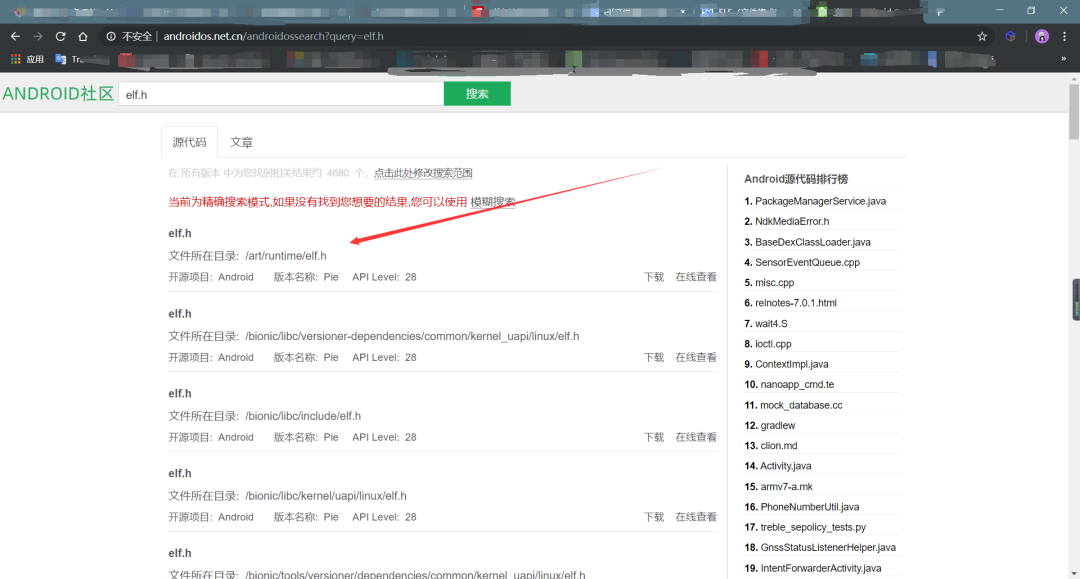 不安全 | androidos.net.cn/androidossearch?query=elf.h
应用
ANDROID社区 elf.h 搜索
源代码 文章
在 所有版本 中为您找到相关结果约 4680 个。 点击此处修改搜索范围
当前为精确搜索模式,如果没有找到您想要的结果,您可以使用 模糊搜索
elf.h
文件所在目录: /art/runtime/elf.h
开源项目: Android 版本名称: Pie API Level: 28 下载 在线查看
elf.h
文件所在目录: /bionic/libc/versioner-dependencies/common/kernel_uapi/linux/elf.h
开源项目: Android 版本名称: Pie API Level: 28 下载 在线查看
elf.h
文件所在目录: /bionic/libc/include/elf.h
开源项目: Android 版本名称: Pie API Level: 28 下载 在线查看
elf.h
文件所在目录: /bionic/libc/kernel/uapi/linux/elf.h
开源项目: Android 版本名称: Pie API Level: 28 下载 在线查看
elf.h
文件所在目录: /bionic/tools/versioner/dependencies/common/kernel_uapi/linux/elf.h
Android源代码排行榜
1. PackageManagerService.java
2. NdkMediaError.h
3. BaseDexClassLoader.java
4. SensorEventQueue.cpp
5. misc.cpp
6. relnotes-7.0.1.html
7. wait4.S
8. ioctl.cpp
9. ContextImpl.java
10. nanoapp_cmd.te
11. mock_database.cc
12. gradlew
13. clion.md
14. Activity.java
15. armv7-a.mk
16. PhoneNumberUtil.java
17. treble_sepolicy_tests.py
18. GnssStatusListenerHelper.java
19. IntentForwarderActivity.java